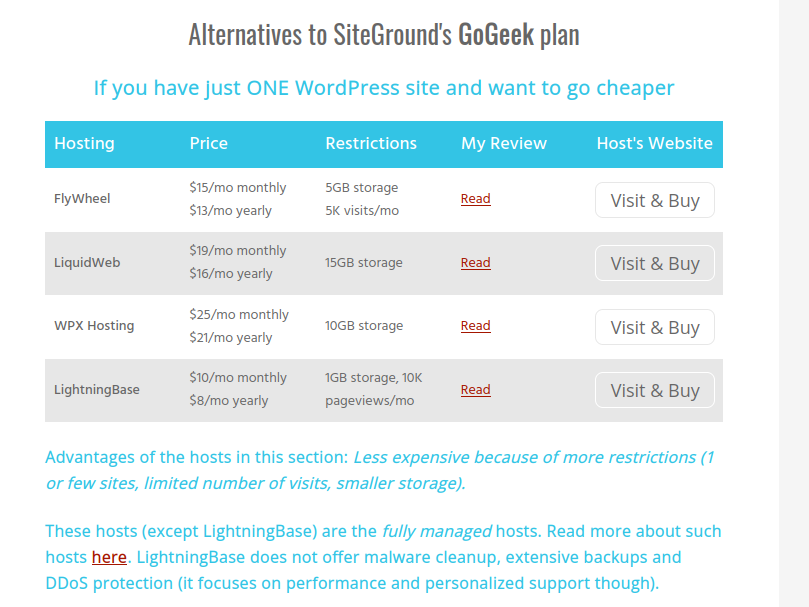 Alternatives to SiteGround's GoGeek plan
If you have just ONE WordPress site and want to go cheaper
Hosting Price Restrictions My Review Host's Website
FlyWheel $15/mo monthly 5GB storage Read Visit & Buy
$13/mo yearly 5K visits/mo
LiquidWeb $19/mo monthly 15GB storage Read Visit & Buy
$16/mo yearly
WPX Hosting $25/mo monthly 10GB storage Read Visit & Buy
$21/mo yearly
LightningBase $10/mo monthly 1GB storage, 10K Read Visit & Buy
$8/mo yearly pageviews/mo
Advantages of the hosts in this section: Less expensive because of more restrictions (1
or few sites, limited number of visits, smaller storage).
These hosts (except LightningBase) are the fully managed hosts. Read more about such
hosts here. LightningBase does not offer malware cleanup, extensive backups and
DDoS protection (it focuses on performance and personalized support though).